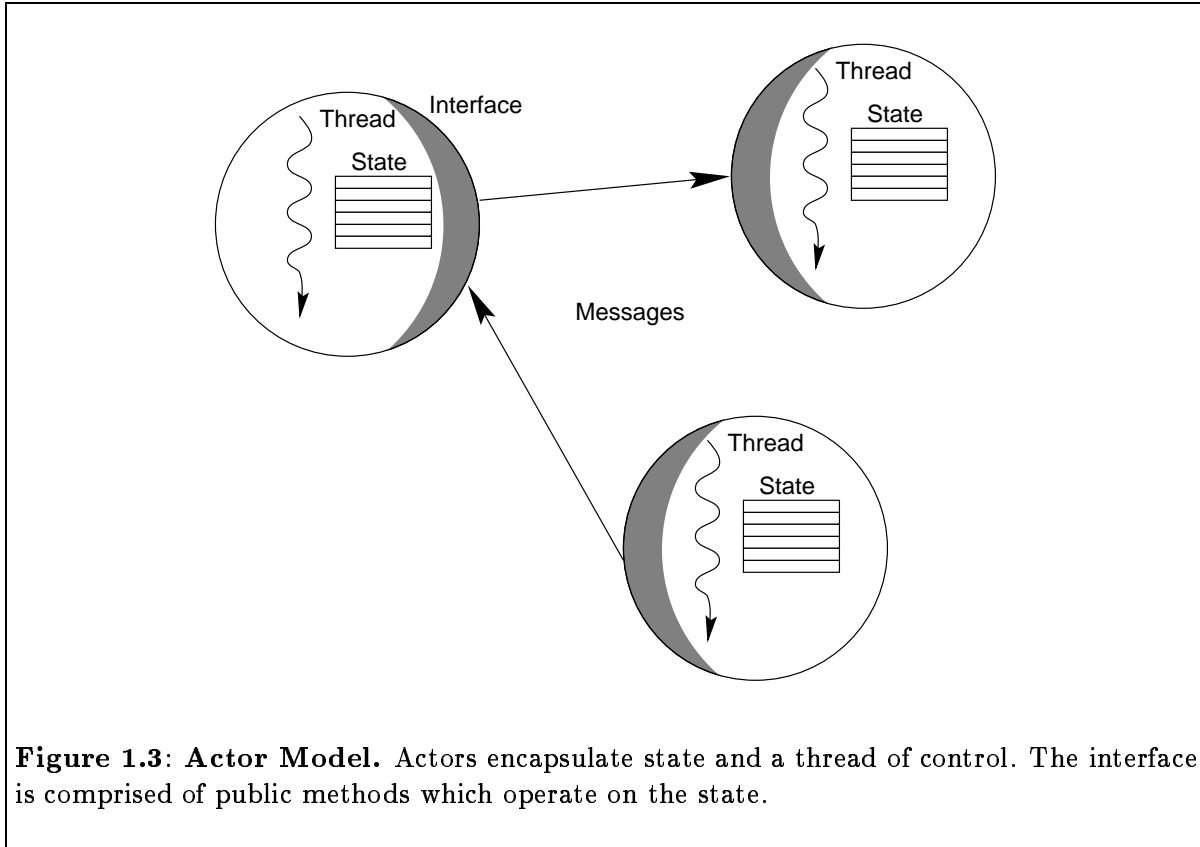 Thread
Interface
State
Thread
State
Messages
Thread
State
Figure 1.3: Actor Model. Actors encapsulate state and a thread of control. The interface
is comprised of public methods which operate on the state.